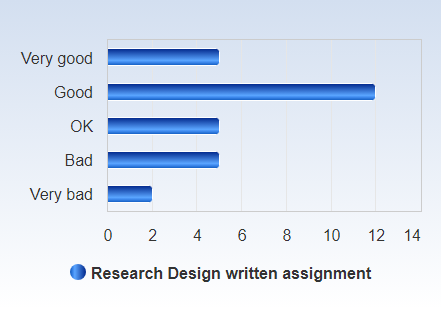 Very good
Good
OK
Bad
Very bad
0 2 4 6 8 10 12 14
Research Design written assignment